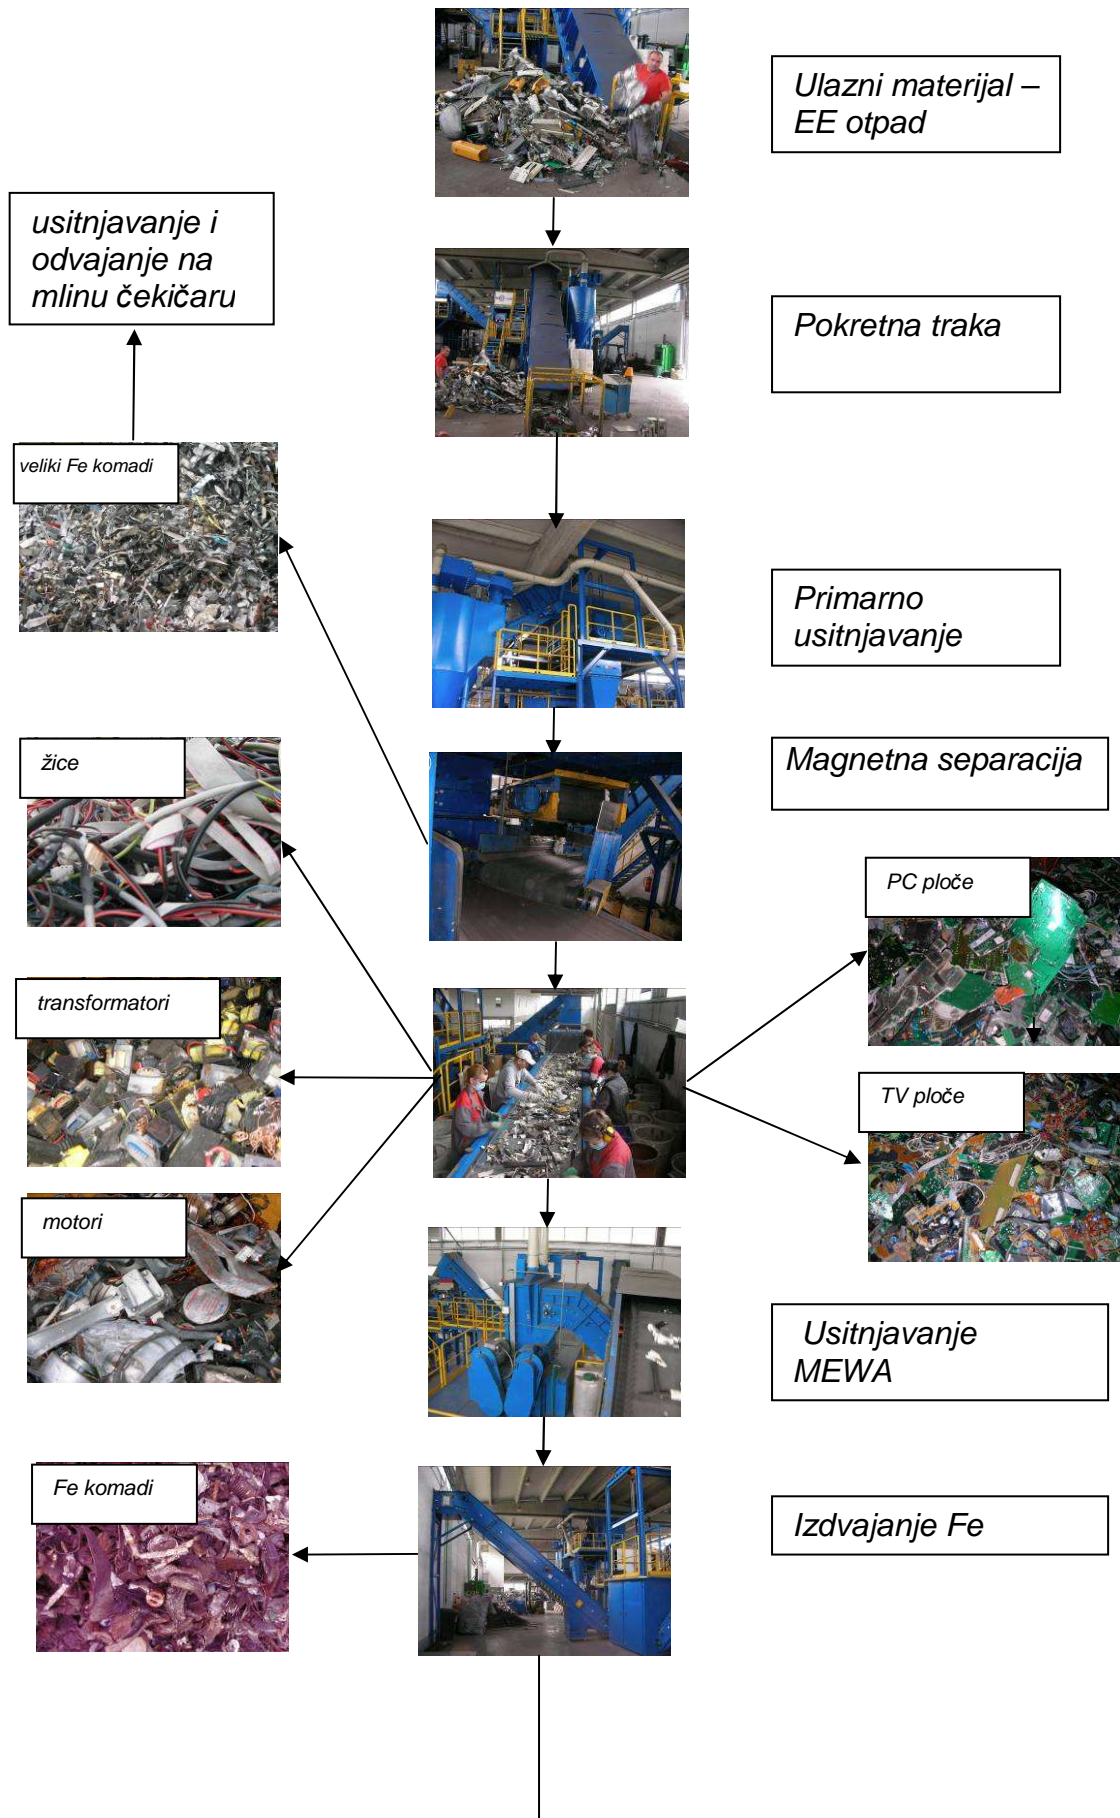 Ulazni materijal –
EE otpad
usitnjavanje i
odvajanje na
mlinu čekičaru
Pokretna traka
veliki Fe komadi
Primarno
usitnjavanje
žice
Magnetna separacija
PC ploče
transformatori
TV ploče
motori
Usitnjavanje
MEWA
Fe komadi
Izdvajanje Fe